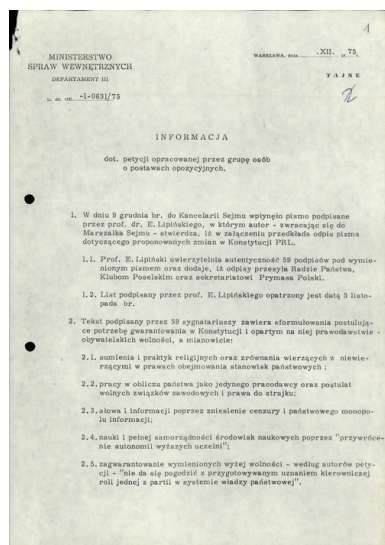 1
MINISTERSTWO
SPRAW WEWNĘTRZNYCH
DEPARTAMENT III
WARSZAWA, dnia .XII. 1975 r.
TAJNE
L. dz. OK -I-0631/75
INFORMACJA
dot. petycji opracowanej przez grupę osób
o postawach opozycyjnych.
1. W dniu 9 grudnia br. do Kancelarii Sejmu wpłynęło pismo podpisane
przez prof. dr. E. Lipińskiego, w którym autor - zwracając się do
Marszałka Sejmu - stwierdza, iż w załączeniu przedkłada odpis pisma
dotyczącego proponowanych zmian w Konstytucji PRL.
1.1. Prof. E. Lipiński uwierzytelnia autentyczność 59 podpisów pod wymie-
nionym pismem oraz dodaje, iż odpisy przesyła Radzie Państwa,
Klubom Poselskim oraz sekretariatowi Prymasa Polski.
1.2. List podpisany przez prof. E. Lipińskiego opatrzony jest datą 5 listo-
pada br.
2. Tekst podpisany przez 59 sygnatariuszy zawiera sformułowania postulują-
ce potrzebę gwarantowania w Konstytucji i opartym na niej prawodawstwie -
obywatelskich wolności, a mianowicie:
2.1. sumienia i praktyk religijnych oraz zrównania wierzących z niewie-
rzącymi w prawach obejmowania stanowisk państwowych ;
2.2. pracy w obliczu państwa jako jedynego pracodawcy oraz postulat
wolnych związków zawodowych i prawa do strajku;
2.3. słowa i informacji poprzez zniesienie cenzury i państwowego monopo-
lu informacji;
2.4. nauki i pełnej samorządności środowisk naukowych poprzez "przywróce-
nie autonomii wyższych uczelni";
2.5. zagwarantowanie wymienionych wyżej wolności - według autorów pety-
cji - "nie da się pogodzić z przygotowywanym uznaniem kierowniczej
roli jednej z partii w systemie władzy państwowej".